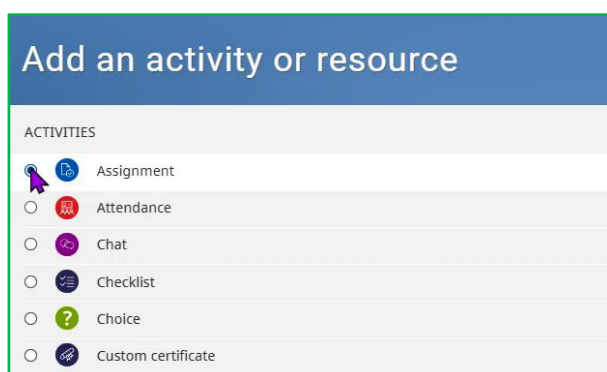 Add an activity or resource
ACTIVITIES
Assignment
Attendance
Chat
Checklist
Choice
Custom certificate